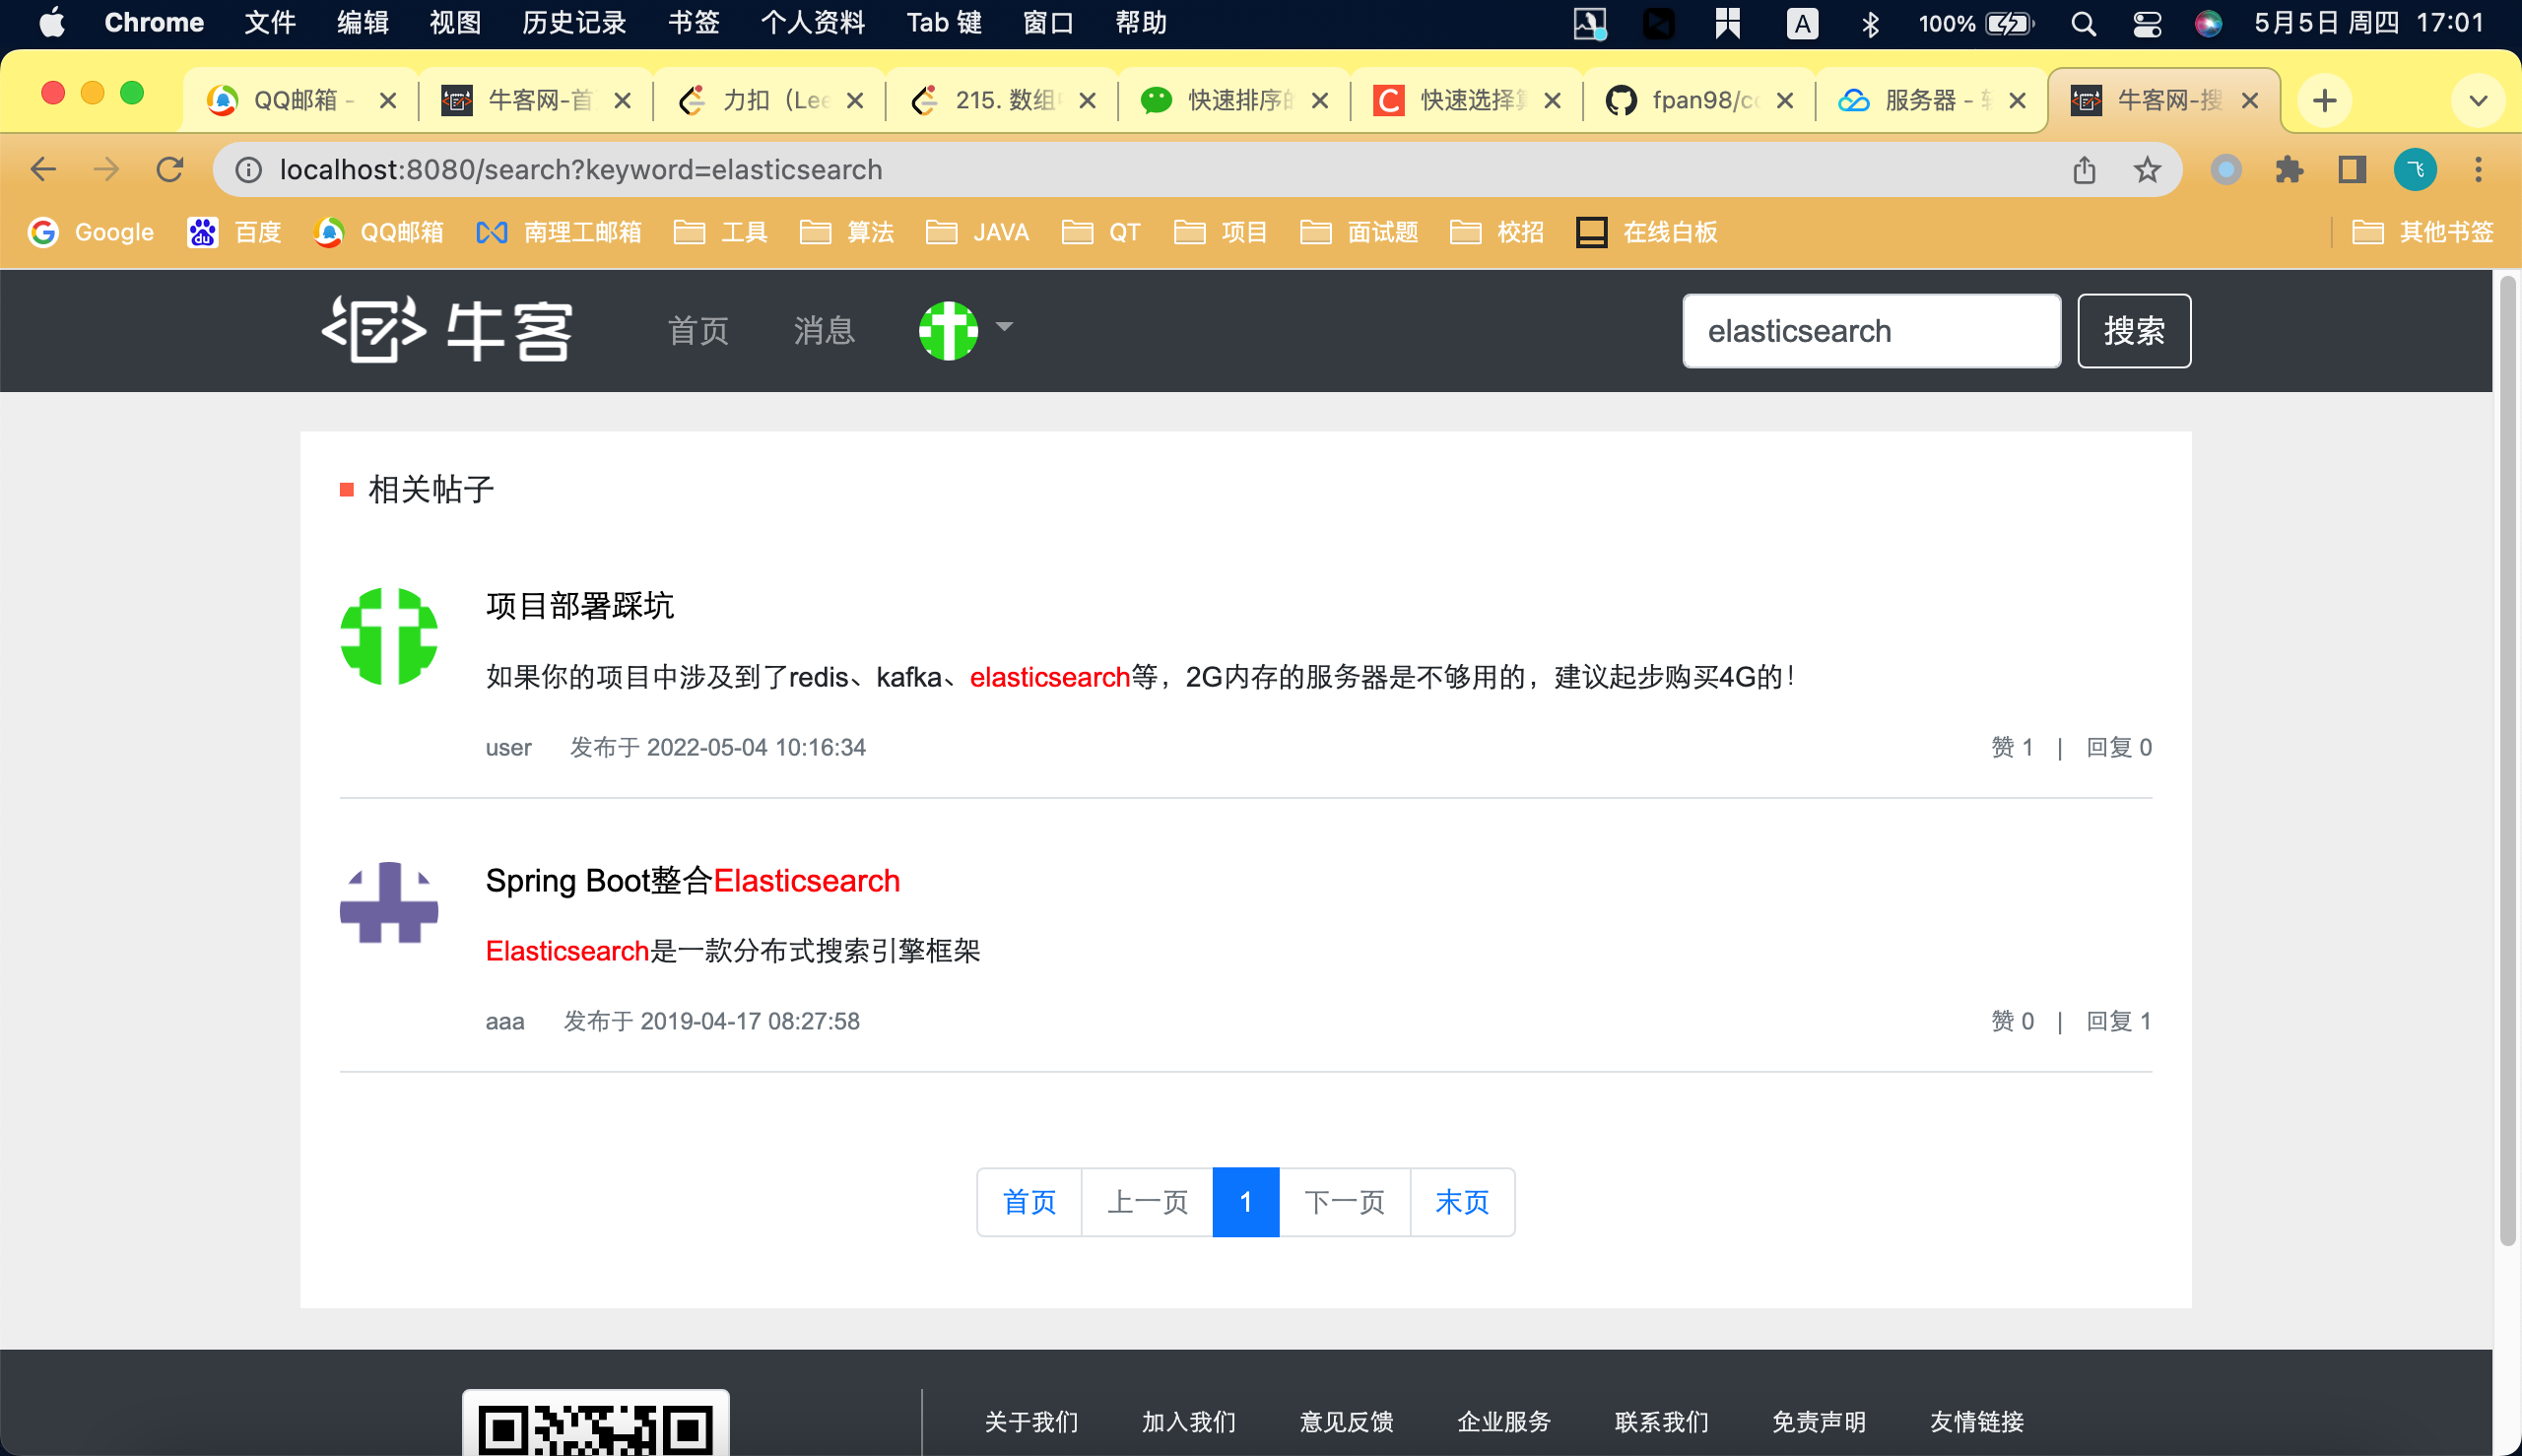 Chrome 文件 编辑 视图 历史记录 书签 个人资料 Tab 键 窗口 帮助 A 100% 5月5日 周四 17:01
QQ邮箱 - 牛客网-首 力扣（Lee 215. 数组 快速排序的 快速选择 fpan98/co 服务器 - 牛客网-搜
localhost:8080/search?keyword=elasticsearch
Google 百度 QQ邮箱 南理工邮箱 工具 算法 JAVA QT 项目 面试题 校招 在线白板 其他书签
牛客 首页 消息 elasticsearch 搜索
相关帖子
项目部署踩坑
如果你的项目中涉及到了redis、kafka、elasticsearch等，2G内存的服务器是不够用的，建议起步购买4G的！
user 发布于 2022-05-04 10:16:34 赞 1 | 回复 0
Spring Boot整合Elasticsearch
Elasticsearch是一款分布式搜索引擎框架
aaa 发布于 2019-04-17 08:27:58 赞 0 | 回复 1
首页 上一页 1 下一页 末页
关于我们 加入我们 意见反馈 企业服务 联系我们 免责声明 友情链接